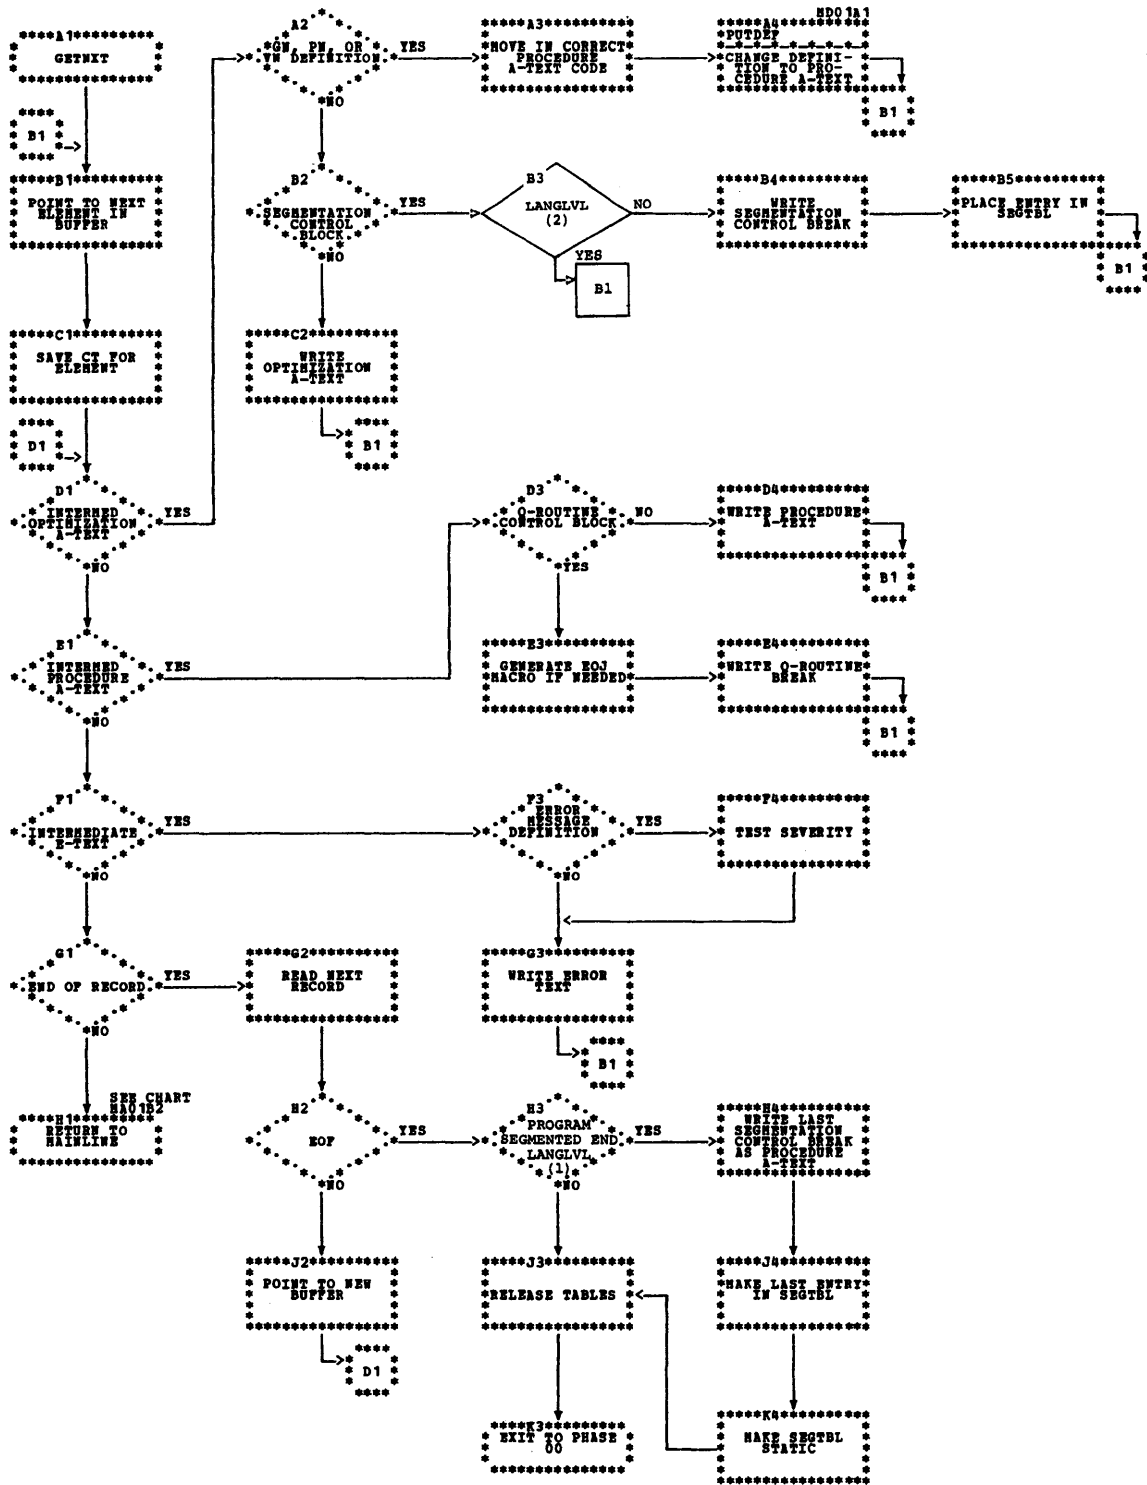 A1
GETNXT
A2
GN, PN, OR
VN DEFINITION
YES
NO
A3
MOVE IN CORRECT
PROCEDURE
A-TEXT CODE
MD01A1
A4
PUTDEF
CHANGE DEFINI-
TION TO PRO-
CEDURE A-TEXT
B1
B1
B1
POINT TO NEXT
ELEMENT IN
BUFFER
B2
SEGMENTATION
CONTROL
BLOCK
YES
NO
B3
LANGLVL
(2)
NO
YES
B1
B4
WRITE
SEGMENTATION
CONTROL BREAK
B5
PLACE ENTRY IN
SEGTBL
B1
C1
SAVE CT FOR
ELEMENT
C2
WRITE
OPTIMIZATION
A-TEXT
B1
D1
D1
INTERMED
OPTIMIZATION
A-TEXT
YES
NO
D3
Q-ROUTINE
CONTROL BLOCK
NO
YES
D4
WRITE PROCEDURE
A-TEXT
B1
E1
INTERMED
PROCEDURE
A-TEXT
YES
NO
E3
GENERATE EOJ
MACRO IF NEEDED
E4
WRITE Q-ROUTINE
BREAK
B1
F1
INTERMEDIATE
E-TEXT
YES
NO
F3
ERROR
MESSAGE
DEFINITION
YES
NO
F4
TEST SEVERITY
G1
END OF RECORD
YES
NO
G2
READ NEXT
RECORD
G3
WRITE ERROR
TEXT
B1
SEE CHART
MA01B2
H1
RETURN TO
MAINLINE
H2
EOF
YES
NO
H3
PROGRAM
SEGMENTED END
LANGLVL
(1)
YES
NO
H4
WRITE LAST
SEGMENTATION
CONTROL BREAK
AS PROCEDURE
A-TEXT
J2
POINT TO NEW
BUFFER
D1
J3
RELEASE TABLES
J4
MAKE LAST ENTRY
IN SEGTBL
K3
EXIT TO PHASE
00
K4
MAKE SEGTBL
STATIC